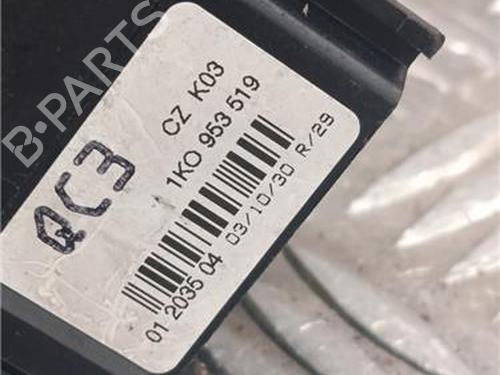 CZ K03
1K0 953 519
01 2035 04 03/10/30 R/29
QC3
B-PARTS